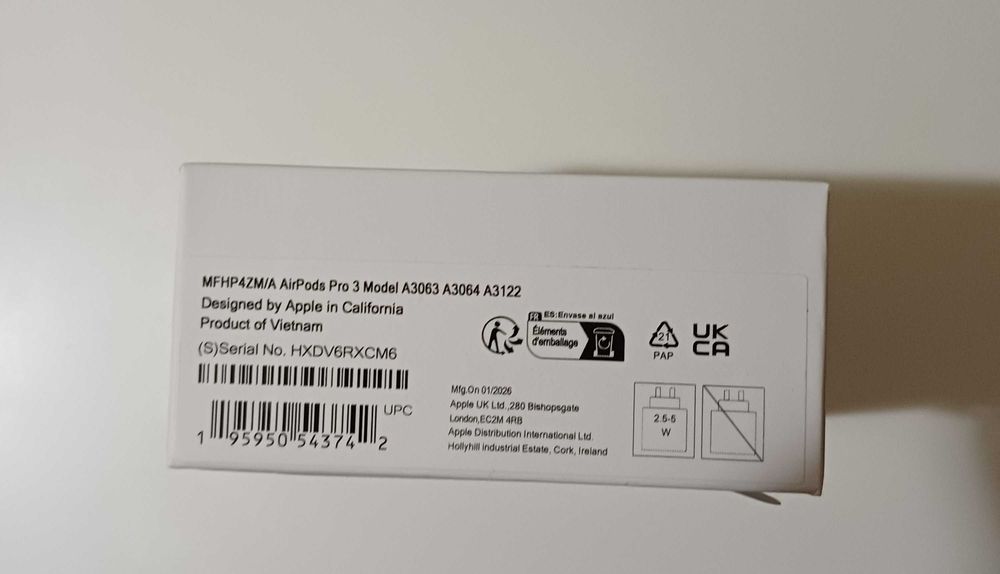 MFHP4ZM/A AirPods Pro 3 Model A3063 A3064 A3122
Designed by Apple in California
Product of Vietnam
(S)Serial No. HXDV6RXCM6
UPC
1 95950 54374 2
FR ES:Envase al azul
Éléments
d'emballage
21
PAP
UK
CA
Mfg.On 01/2026
Apple UK Ltd.,280 Bishopsgate
London,EC2M 4RB
Apple Distribution International Ltd.
Hollyhill industrial Estate, Cork, Ireland
2.5-5
W